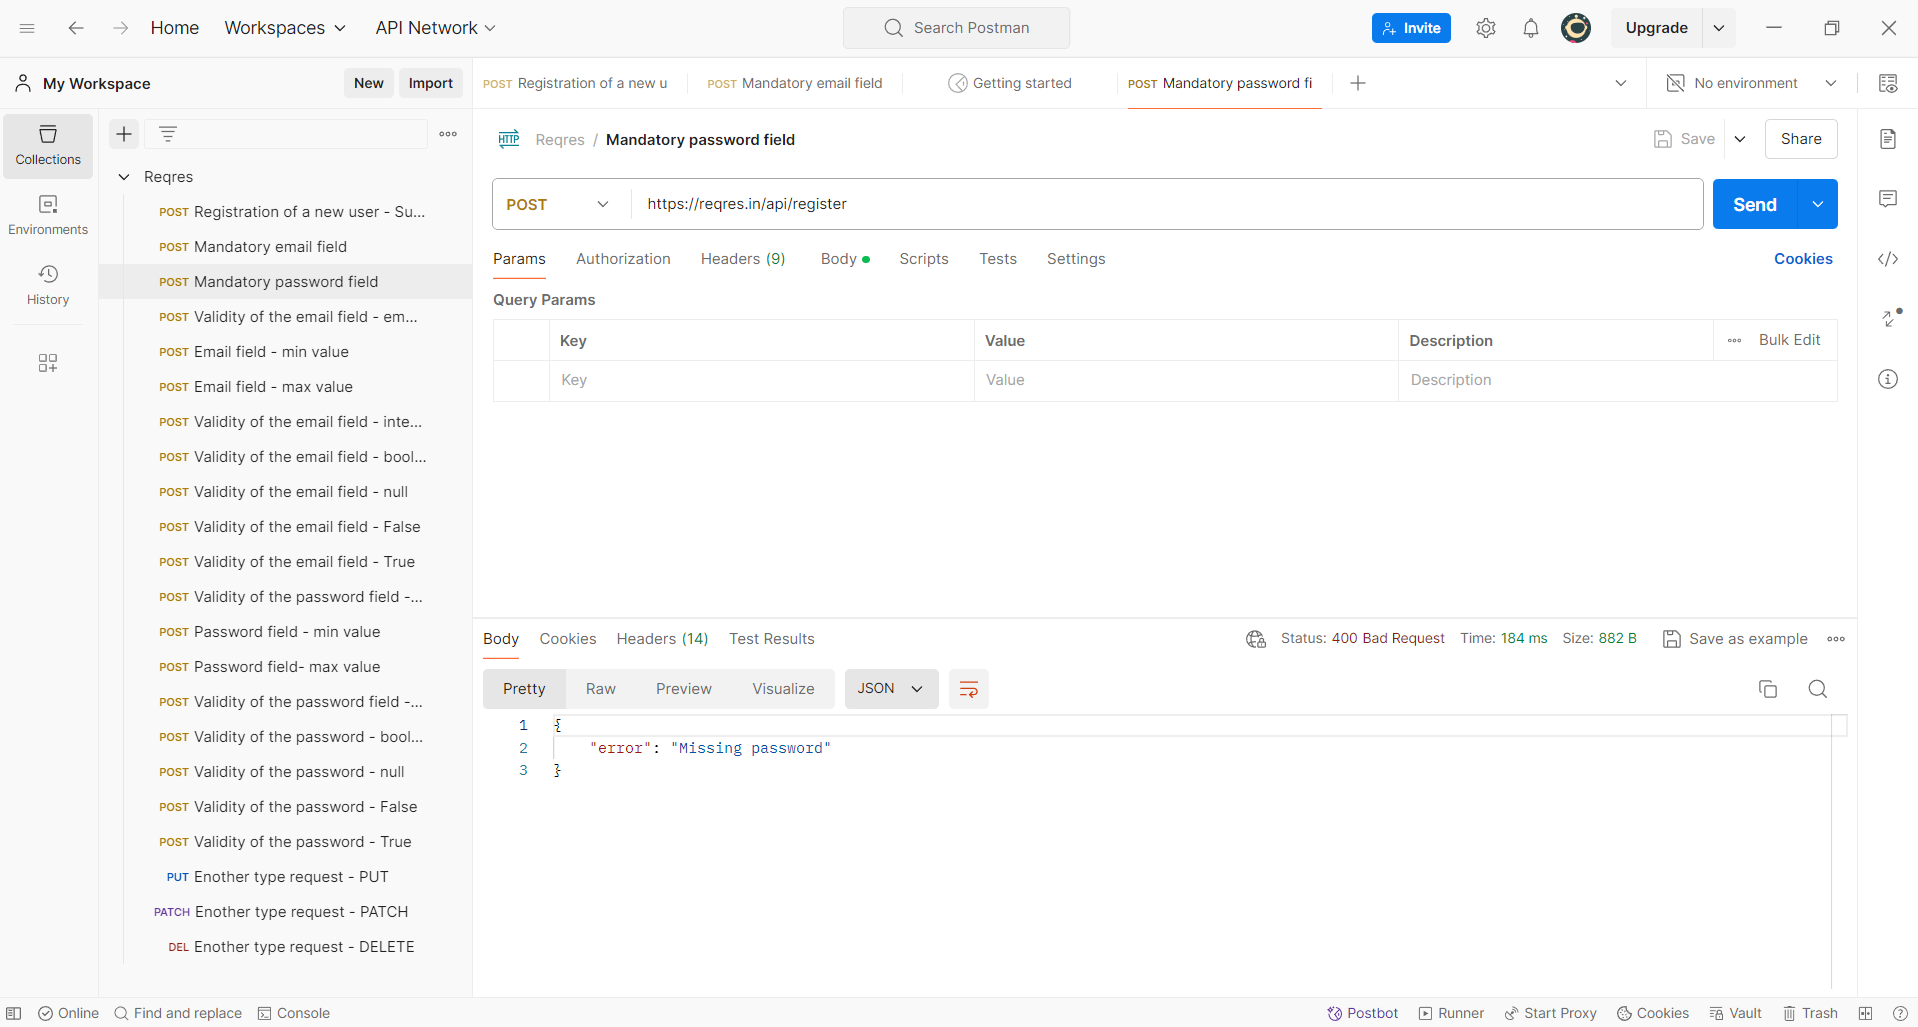 Home Workspaces API Network Search Postman Invite Upgrade
My Workspace New Import POST Registration of a new u POST Mandatory email field Getting started POST Mandatory password fi No environment
Collections
Environments
History
Reqres
POST Registration of a new user - Su...
POST Mandatory email field
POST Mandatory password field
POST Validity of the email field - em...
POST Email field - min value
POST Email field - max value
POST Validity of the email field - inte...
POST Validity of the email field - bool...
POST Validity of the email field - null
POST Validity of the email field - False
POST Validity of the email field - True
POST Validity of the password field -...
POST Password field - min value
POST Password field- max value
POST Validity of the password field -...
POST Validity of the password - bool...
POST Validity of the password - null
POST Validity of the password - False
POST Validity of the password - True
PUT Enother type request - PUT
PATCH Enother type request - PATCH
DEL Enother type request - DELETE
HTTP Reqres / Mandatory password field Save Share
POST https://reqres.in/api/register Send
Params Authorization Headers (9) Body Scripts Tests Settings Cookies
Query Params
Key Value Description Bulk Edit
Key Value Description
Body Cookies Headers (14) Test Results Status: 400 Bad Request Time: 184 ms Size: 882 B Save as example
Pretty Raw Preview Visualize JSON
1 {
2 "error": "Missing password"
3 }
Online Find and replace Console Postbot Runner Start Proxy Cookies Vault Trash